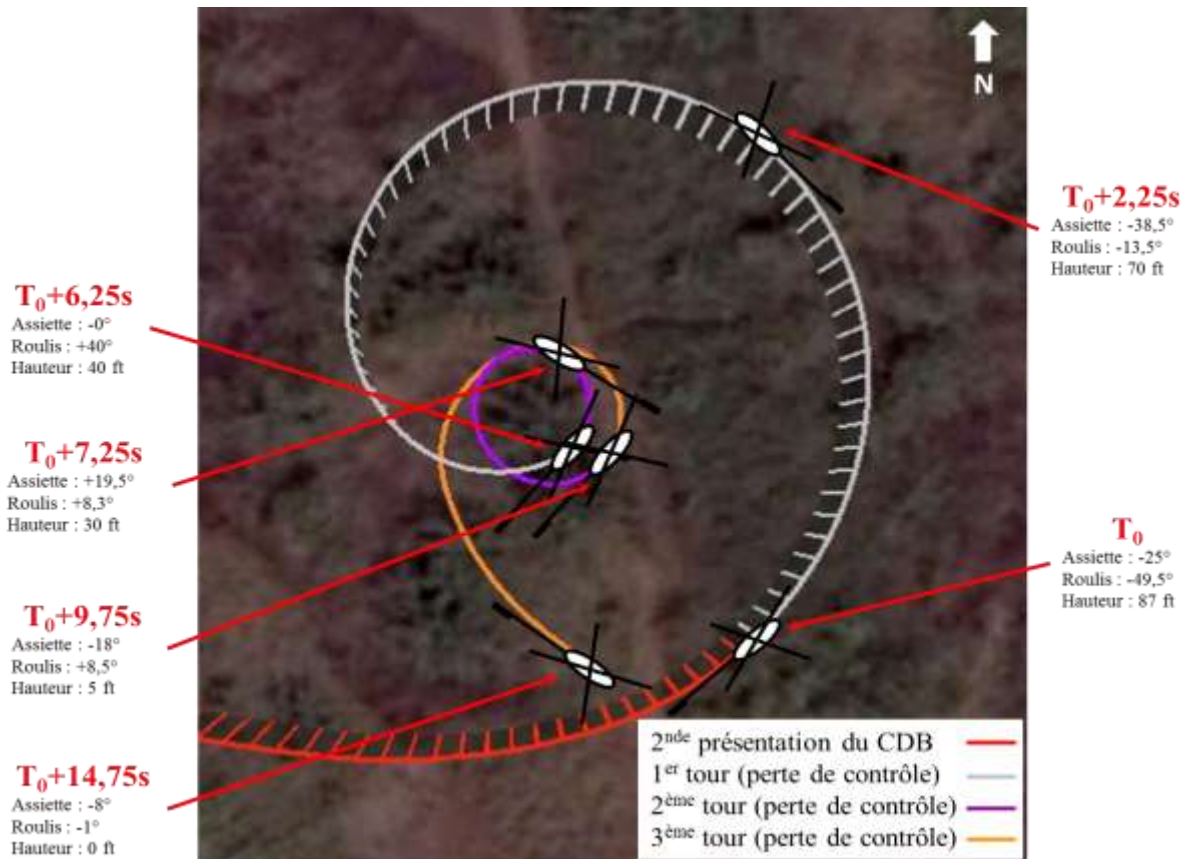 N
T₀+2,25s
Assiette : -38,5°
Roulis : -13,5°
Hauteur : 70 ft
T₀+6,25s
Assiette : -0°
Roulis : +40°
Hauteur : 40 ft
T₀+7,25s
Assiette : +19,5°
Roulis : +8,3°
Hauteur : 30 ft
T₀
Assiette : -25°
Roulis : -49,5°
Hauteur : 87 ft
T₀+9,75s
Assiette : -18°
Roulis : +8,5°
Hauteur : 5 ft
T₀+14,75s
Assiette : -8°
Roulis : -1°
Hauteur : 0 ft
2nde présentation du CDB
1er tour (perte de contrôle)
2ème tour (perte de contrôle)
3ème tour (perte de contrôle)